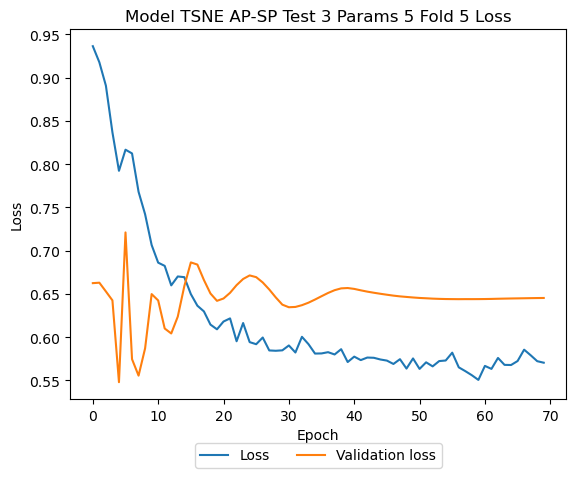 Model TSNE AP-SP Test 3 Params 5 Fold 5 Loss
Loss
0.95
0.90
0.85
0.80
0.75
0.70
0.65
0.60
0.55
0 10 20 30 40 50 60 70
Epoch
Loss Validation loss